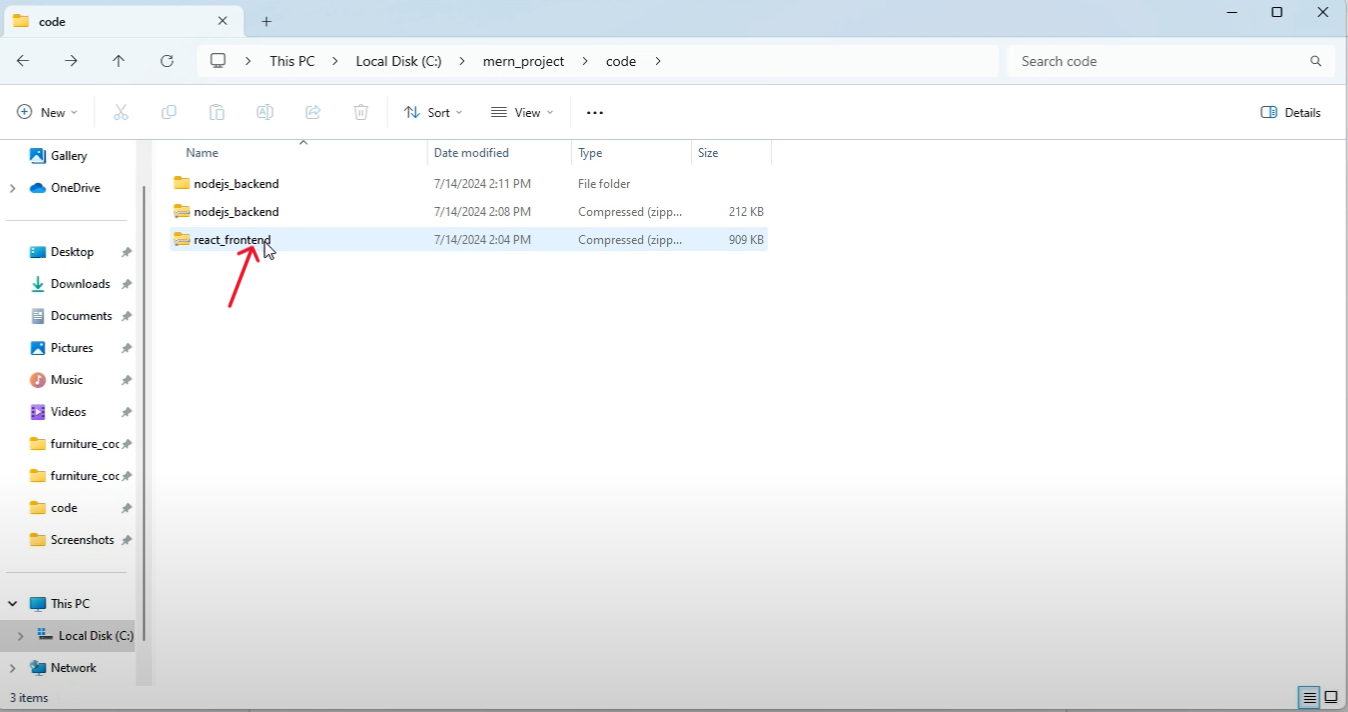 code
This PC > Local Disk (C:) > mern_project > code >
Search code
New
Sort
View
Details
Name Date modified Type Size
nodejs_backend 7/14/2024 2:11 PM File folder
nodejs_backend 7/14/2024 2:08 PM Compressed (zipp... 212 KB
react_frontend 7/14/2024 2:04 PM Compressed (zipp... 909 KB
Gallery
OneDrive
Desktop
Downloads
Documents
Pictures
Music
Videos
furniture_coc
furniture_coc
code
Screenshots
This PC
Local Disk (C:)
Network
3 items